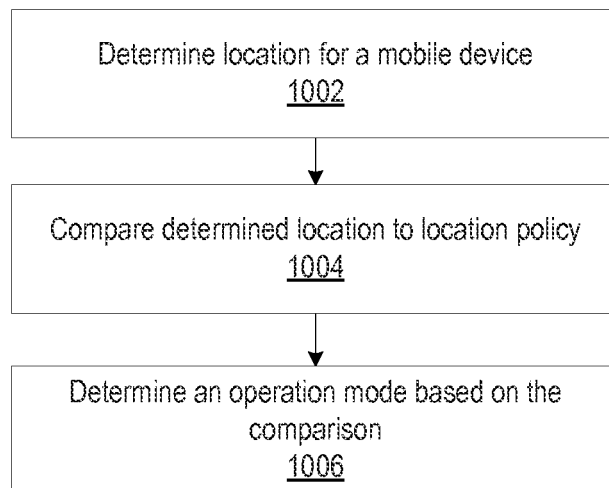 Determine location for a mobile device
1002
Compare determined location to location policy
1004
Determine an operation mode based on the
comparison
1006